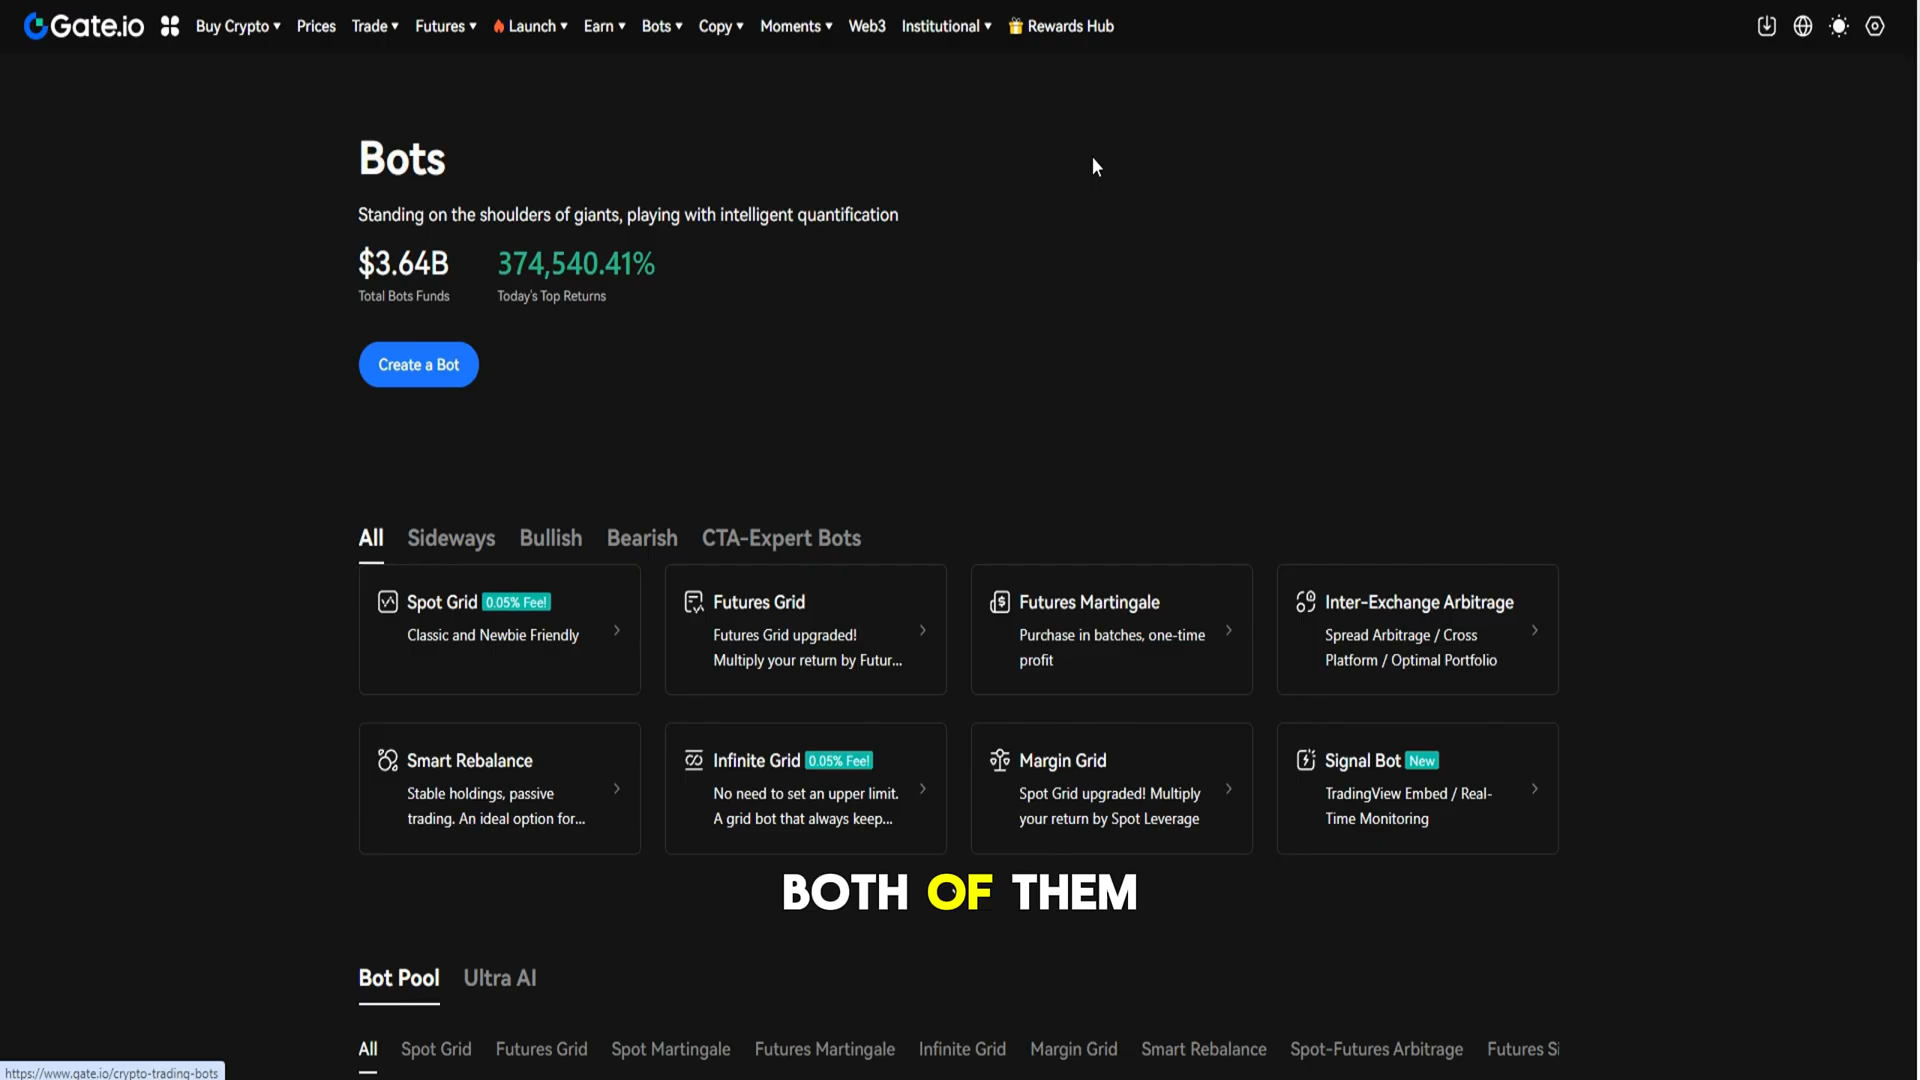 Gate.io Buy Crypto Prices Trade Futures Launch Earn Bots Copy Moments Web3 Institutional Rewards Hub
Bots
Standing on the shoulders of giants, playing with intelligent quantification
$3.64B 374,540.41%
Total Bots Funds Today's Top Returns
Create a Bot
All Sideways Bullish Bearish CTA-Expert Bots
Spot Grid 0.05% Fee!
Classic and Newbie Friendly
Futures Grid
Futures Grid upgraded!
Multiply your return by Futur...
Futures Martingale
Purchase in batches, one-time
profit
Inter-Exchange Arbitrage
Spread Arbitrage / Cross
Platform / Optimal Portfolio
Smart Rebalance
Stable holdings, passive
trading. An ideal option for...
Infinite Grid 0.05% Fee!
No need to set an upper limit.
A grid bot that always keep...
Margin Grid
Spot Grid upgraded! Multiply
your return by Spot Leverage
Signal Bot New
TradingView Embed / Real-
Time Monitoring
BOTH OF THEM
Bot Pool Ultra AI
All Spot Grid Futures Grid Spot Martingale Futures Martingale Infinite Grid Margin Grid Smart Rebalance Spot-Futures Arbitrage Futures Si
https://www.gate.io/crypto-trading-bots